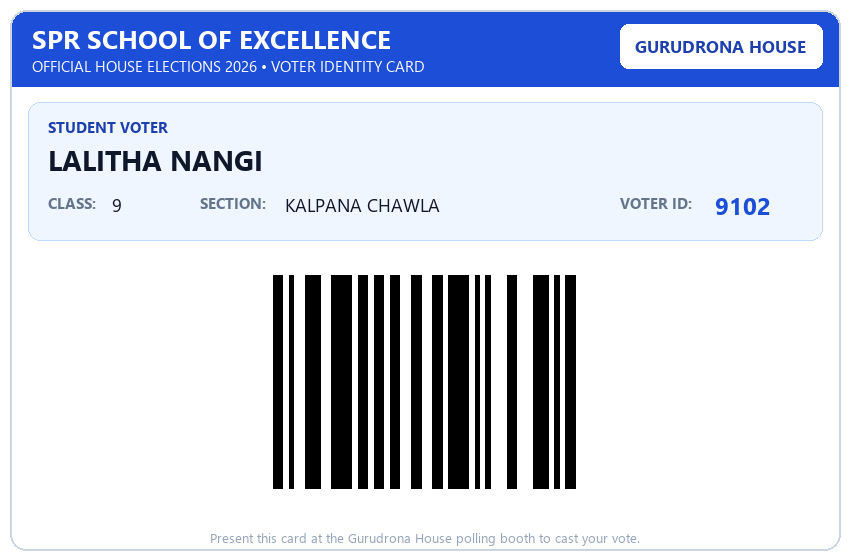 SPR SCHOOL OF EXCELLENCE
OFFICIAL HOUSE ELECTIONS 2026 • VOTER IDENTITY CARD
GURUDRONA HOUSE
STUDENT VOTER
LALITHA NANGI
CLASS: 9 SECTION: KALPANA CHAWLA VOTER ID: 9102
Present this card at the Gurudrona House polling booth to cast your vote.